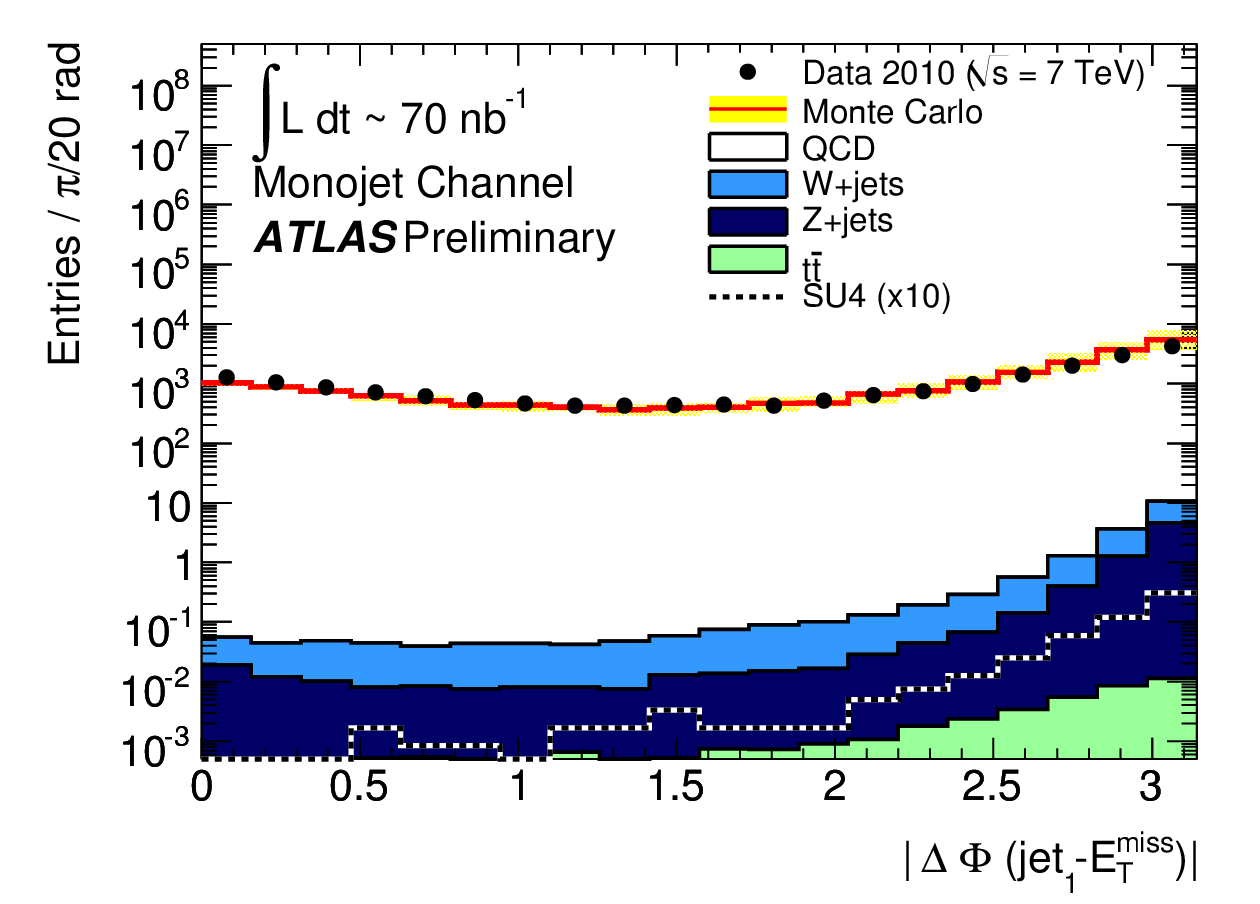 Entries / π/20 rad
10⁸
10⁷
10⁶
10⁵
10⁴
10³
10²
10
1
10⁻¹
10⁻²
10⁻³
∫L dt ~ 70 nb⁻¹
Monojet Channel
ATLAS Preliminary
Data 2010 (√s = 7 TeV)
Monte Carlo
QCD
W+jets
Z+jets
tt̄
SU4 (x10)
0 0.5 1 1.5 2 2.5 3
| Δ Φ (jet₁-E_T^miss)|